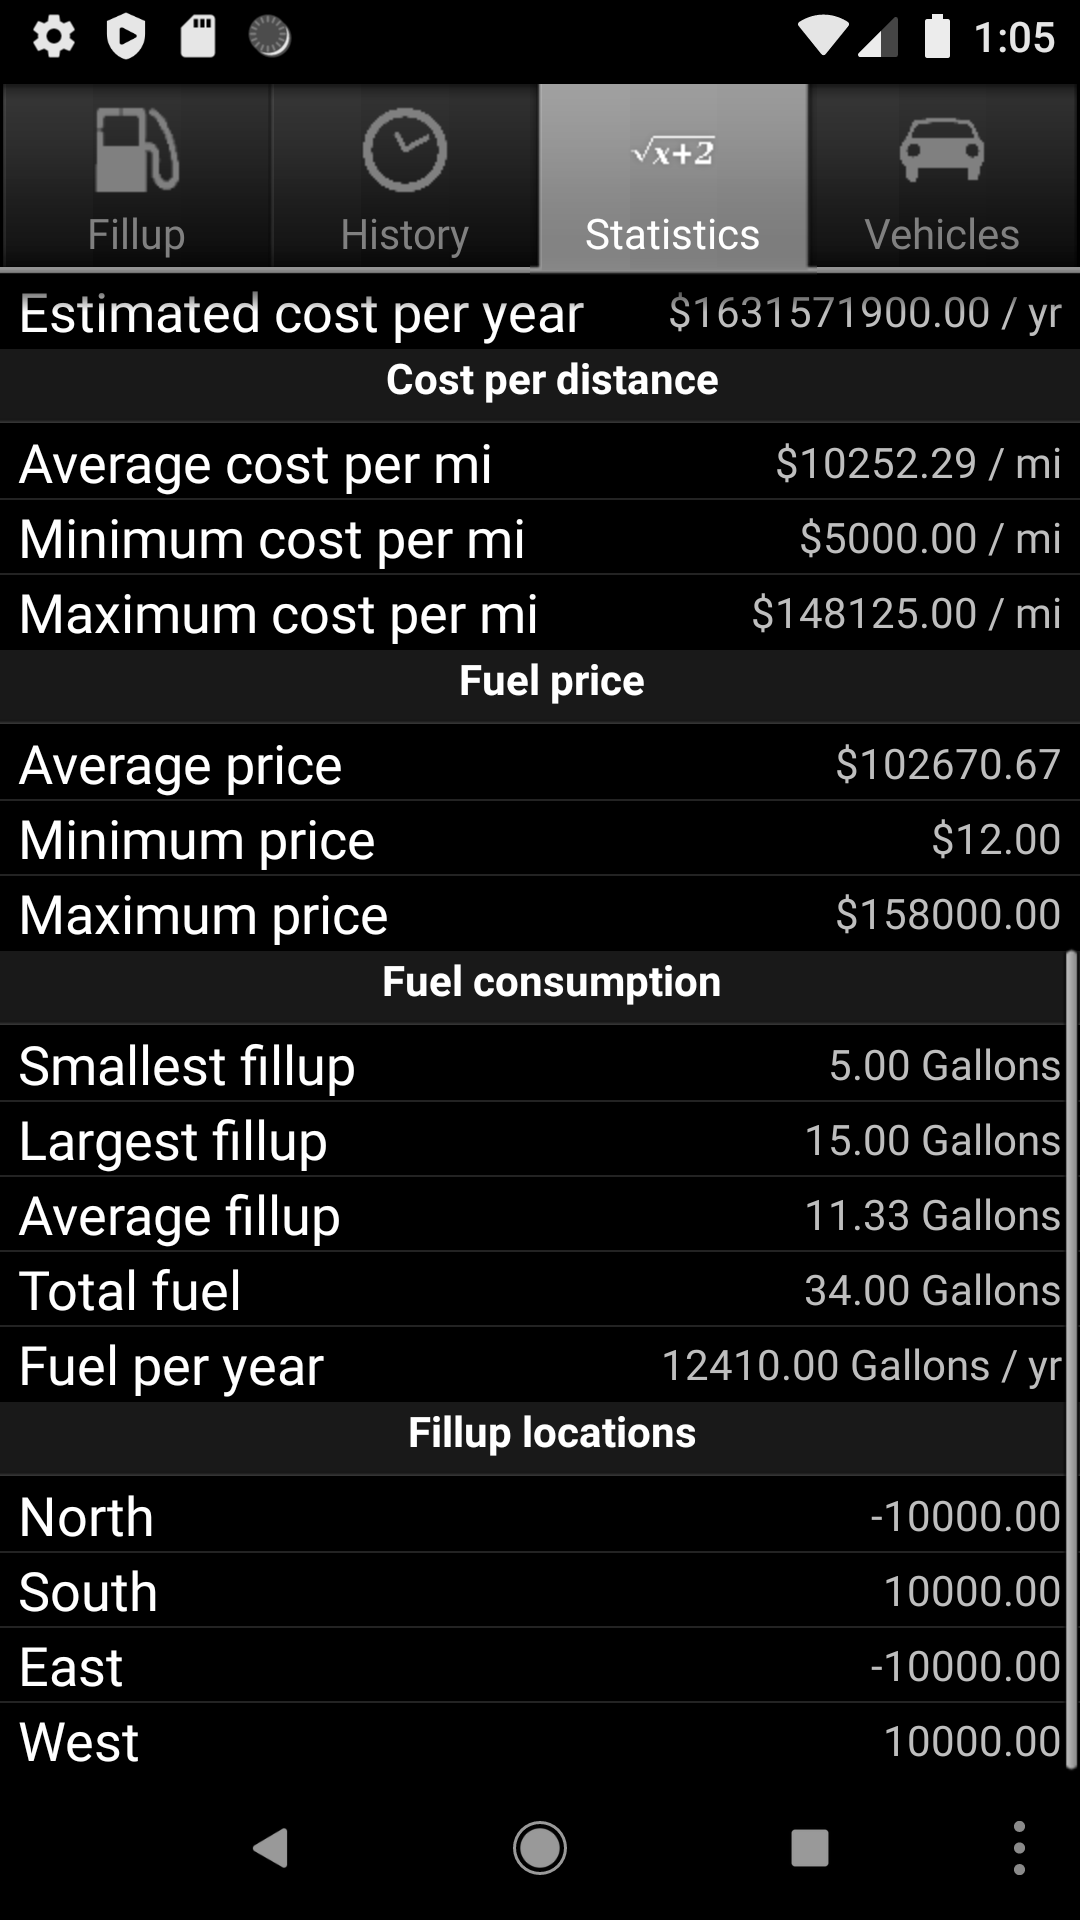 1:05
√x+2
Fillup
History
Statistics
Vehicles
Estimated cost per year $1631571900.00 / yr
Cost per distance
Average cost per mi $10252.29 / mi
Minimum cost per mi $5000.00 / mi
Maximum cost per mi $148125.00 / mi
Fuel price
Average price $102670.67
Minimum price $12.00
Maximum price $158000.00
Fuel consumption
Smallest fillup 5.00 Gallons
Largest fillup 15.00 Gallons
Average fillup 11.33 Gallons
Total fuel 34.00 Gallons
Fuel per year 12410.00 Gallons / yr
Fillup locations
North -10000.00
South 10000.00
East -10000.00
West 10000.00